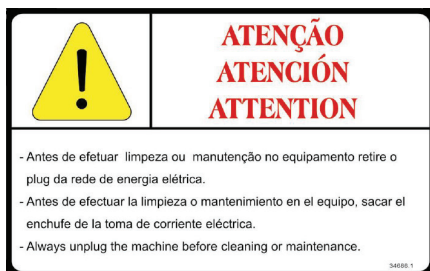 ATENÇÃO
ATENCIÓN
ATTENTION
- Antes de efetuar limpeza ou manutenção no equipamento retire o
plug da rede de energia elétrica.
- Antes de efectuar la limpieza o mantenimiento en el equipo, sacar el
enchufe de la toma de corriente eléctrica.
- Always unplug the machine before cleaning or maintenance.
34688.1